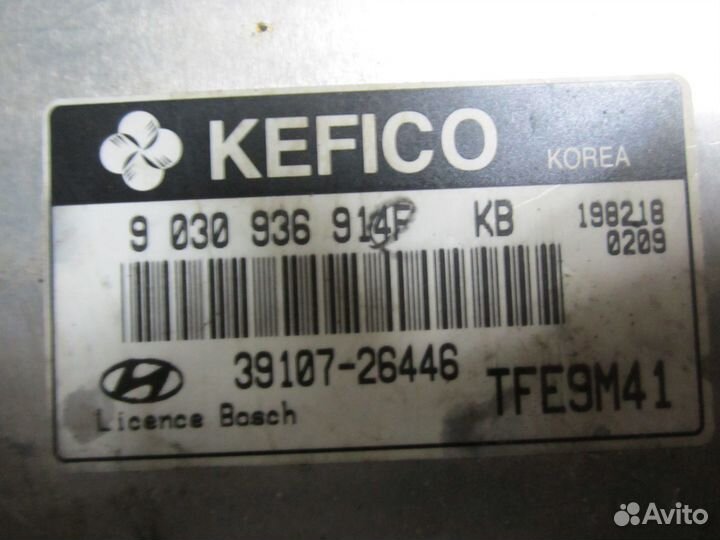 KEFICO KOREA
9 030 936 914F KB 198218
0209
39107-26446
TFE9M41
Licence Bosch
Avito